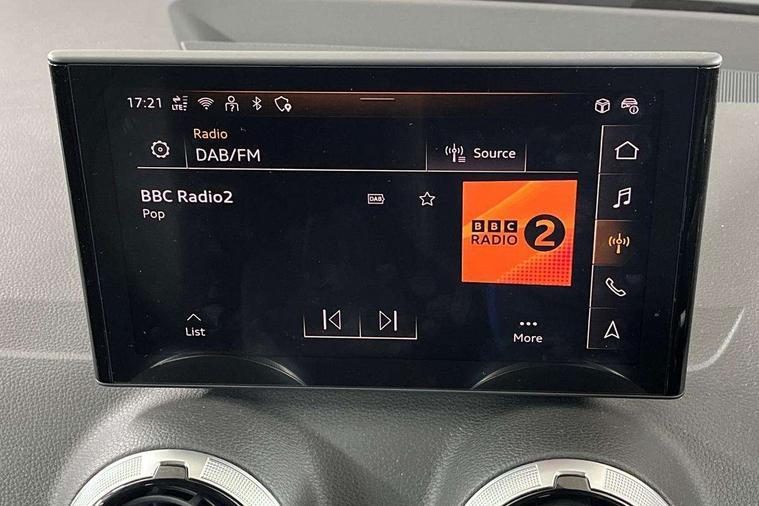 17:21 LTE
Radio
DAB/FM
Source
BBC Radio2
DAB
Pop
BBC
RADIO 2
List
More